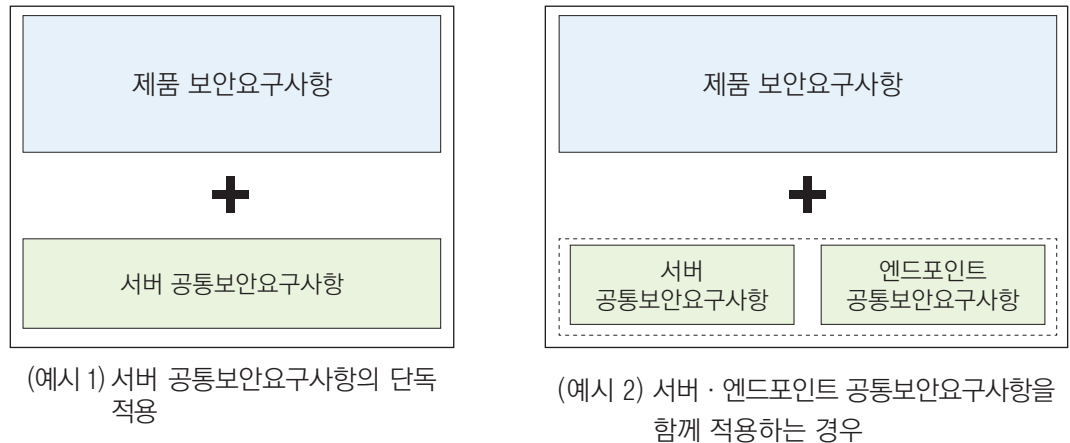 제품 보안요구사항
+
서버 공통보안요구사항
(예시 1) 서버 공통보안요구사항의 단독
적용
제품 보안요구사항
+
서버
공통보안요구사항
엔드포인트
공통보안요구사항
(예시 2) 서버 · 엔드포인트 공통보안요구사항을
함께 적용하는 경우